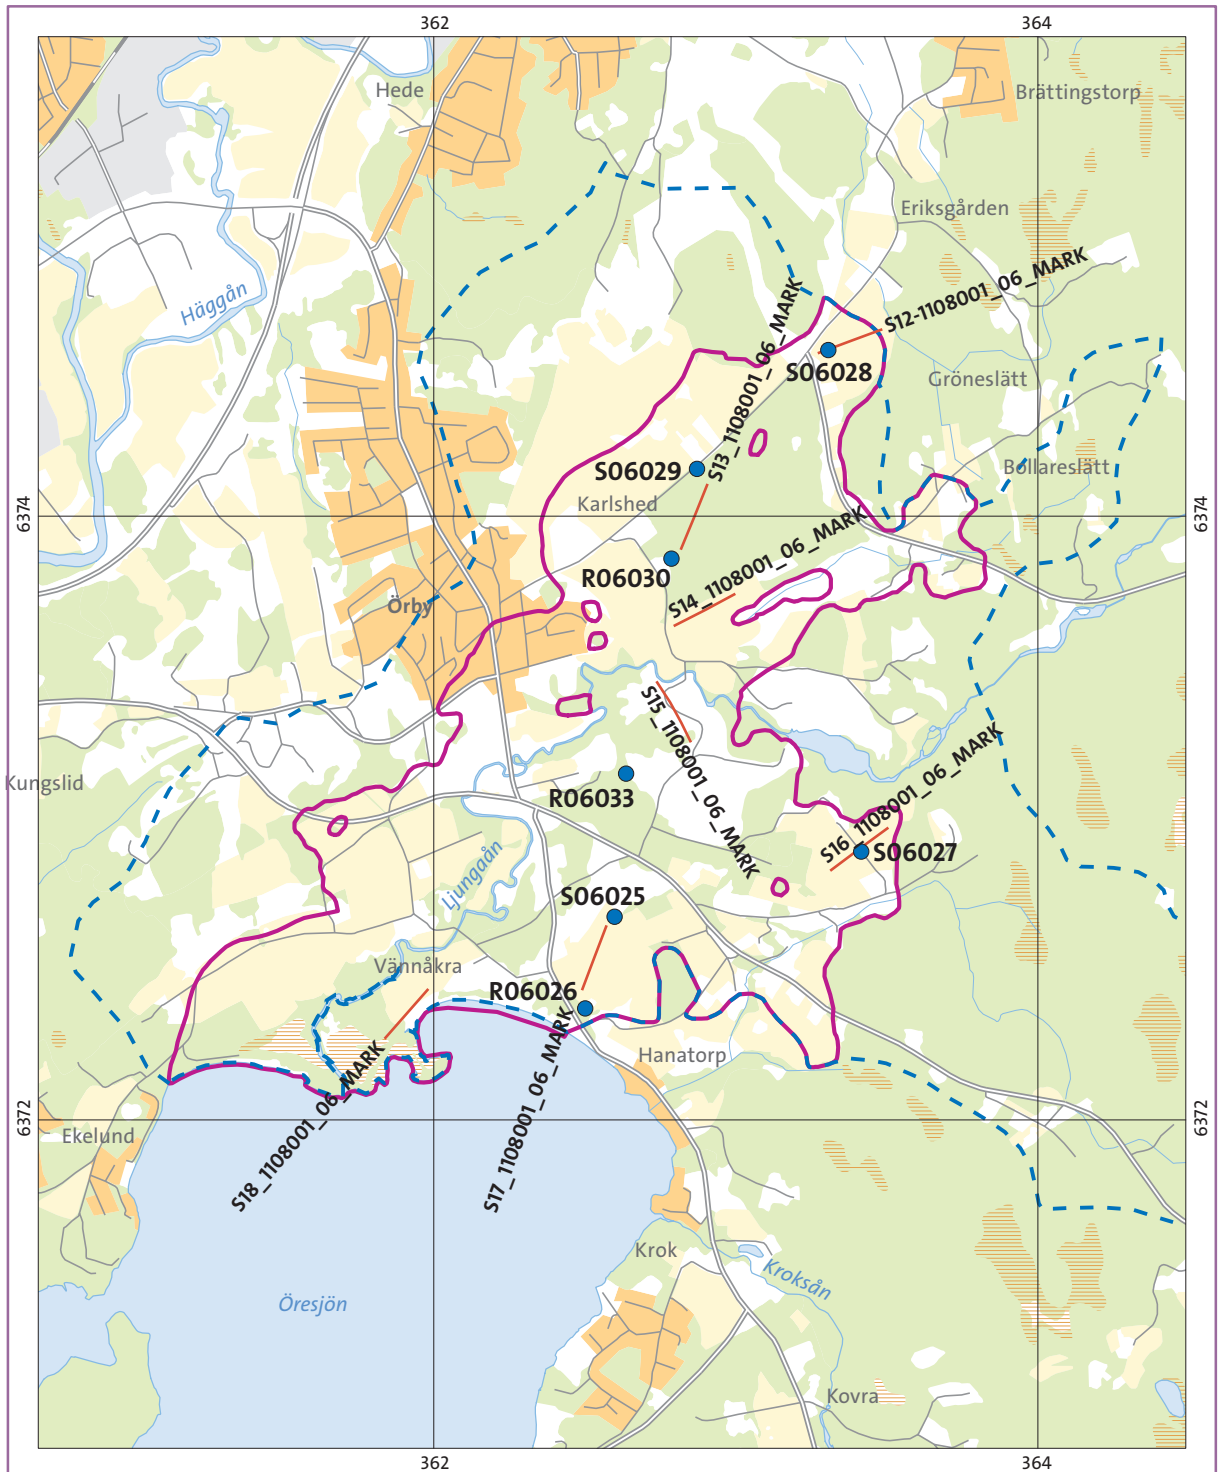 362
364
Hede
Brättingstorp
Eriksgården
Häggån
S12-1108001_06_MARK
S13_1108001_06_MARK
S06028
Gröneslätt
S06029
Bollareslätt
Karlshed
6374
6374
S14_1108001_06_MARK
R06030
Örby
S15_1108001_06_MARK
S16_1108001_06_MARK
Kungslid
R06033
S06027
Ljungaån
S06025
Vännåkra
R06026
Hanatorp
S17_1108001_06_MARK
S18_1108001_06_MARK
6372
6372
Ekelund
Krok
Kroksån
Öresjön
Kovra
362
364